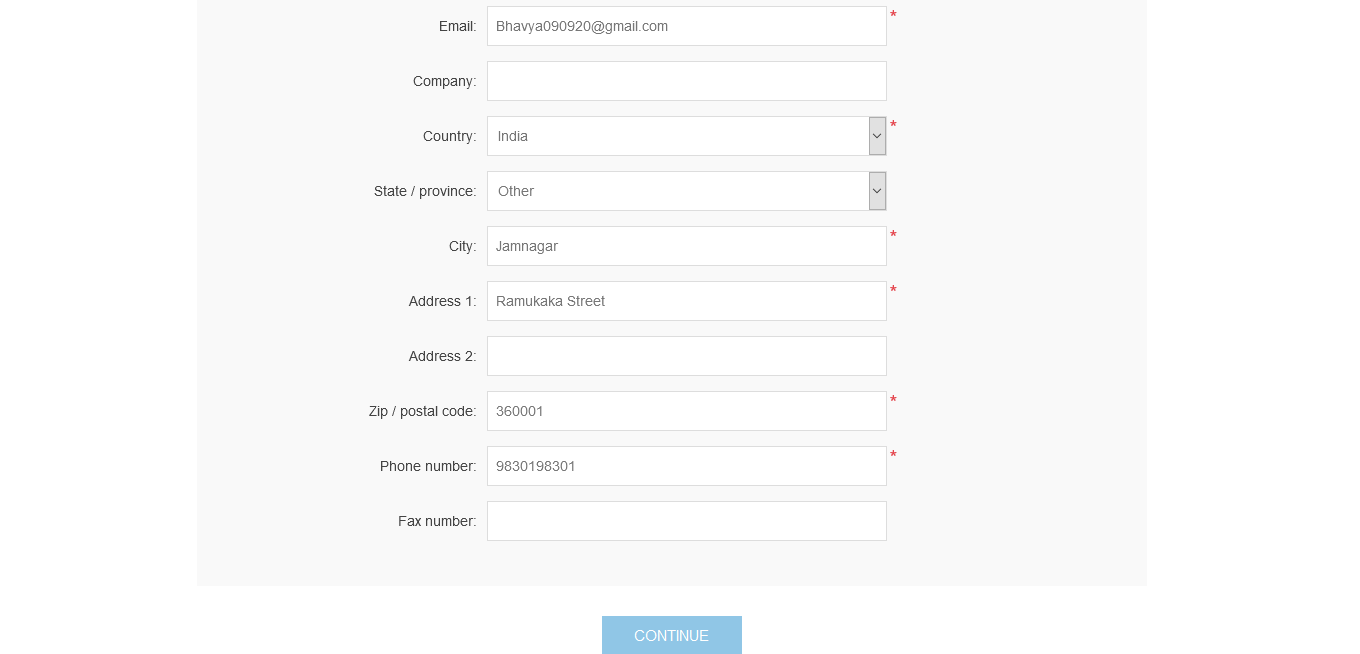 Email: Bhavya090920@gmail.com *
Company:
Country: India *
State / province: Other
City: Jamnagar *
Address 1: Ramukaka Street *
Address 2:
Zip / postal code: 360001 *
Phone number: 9830198301 *
Fax number:
CONTINUE